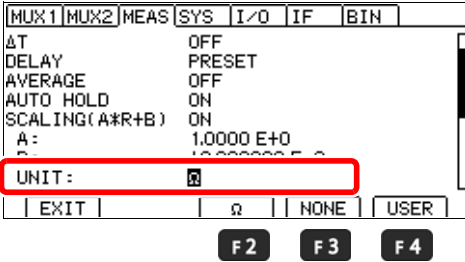 MUX1 MUX2 MEAS SYS I/O IF BIN
ΔT OFF
DELAY PRESET
AVERAGE OFF
AUTO HOLD ON
SCALING(A*R+B) ON
A: 1.0000 E+0
UNIT: Ω
EXIT Ω NONE USER
F2 F3 F4